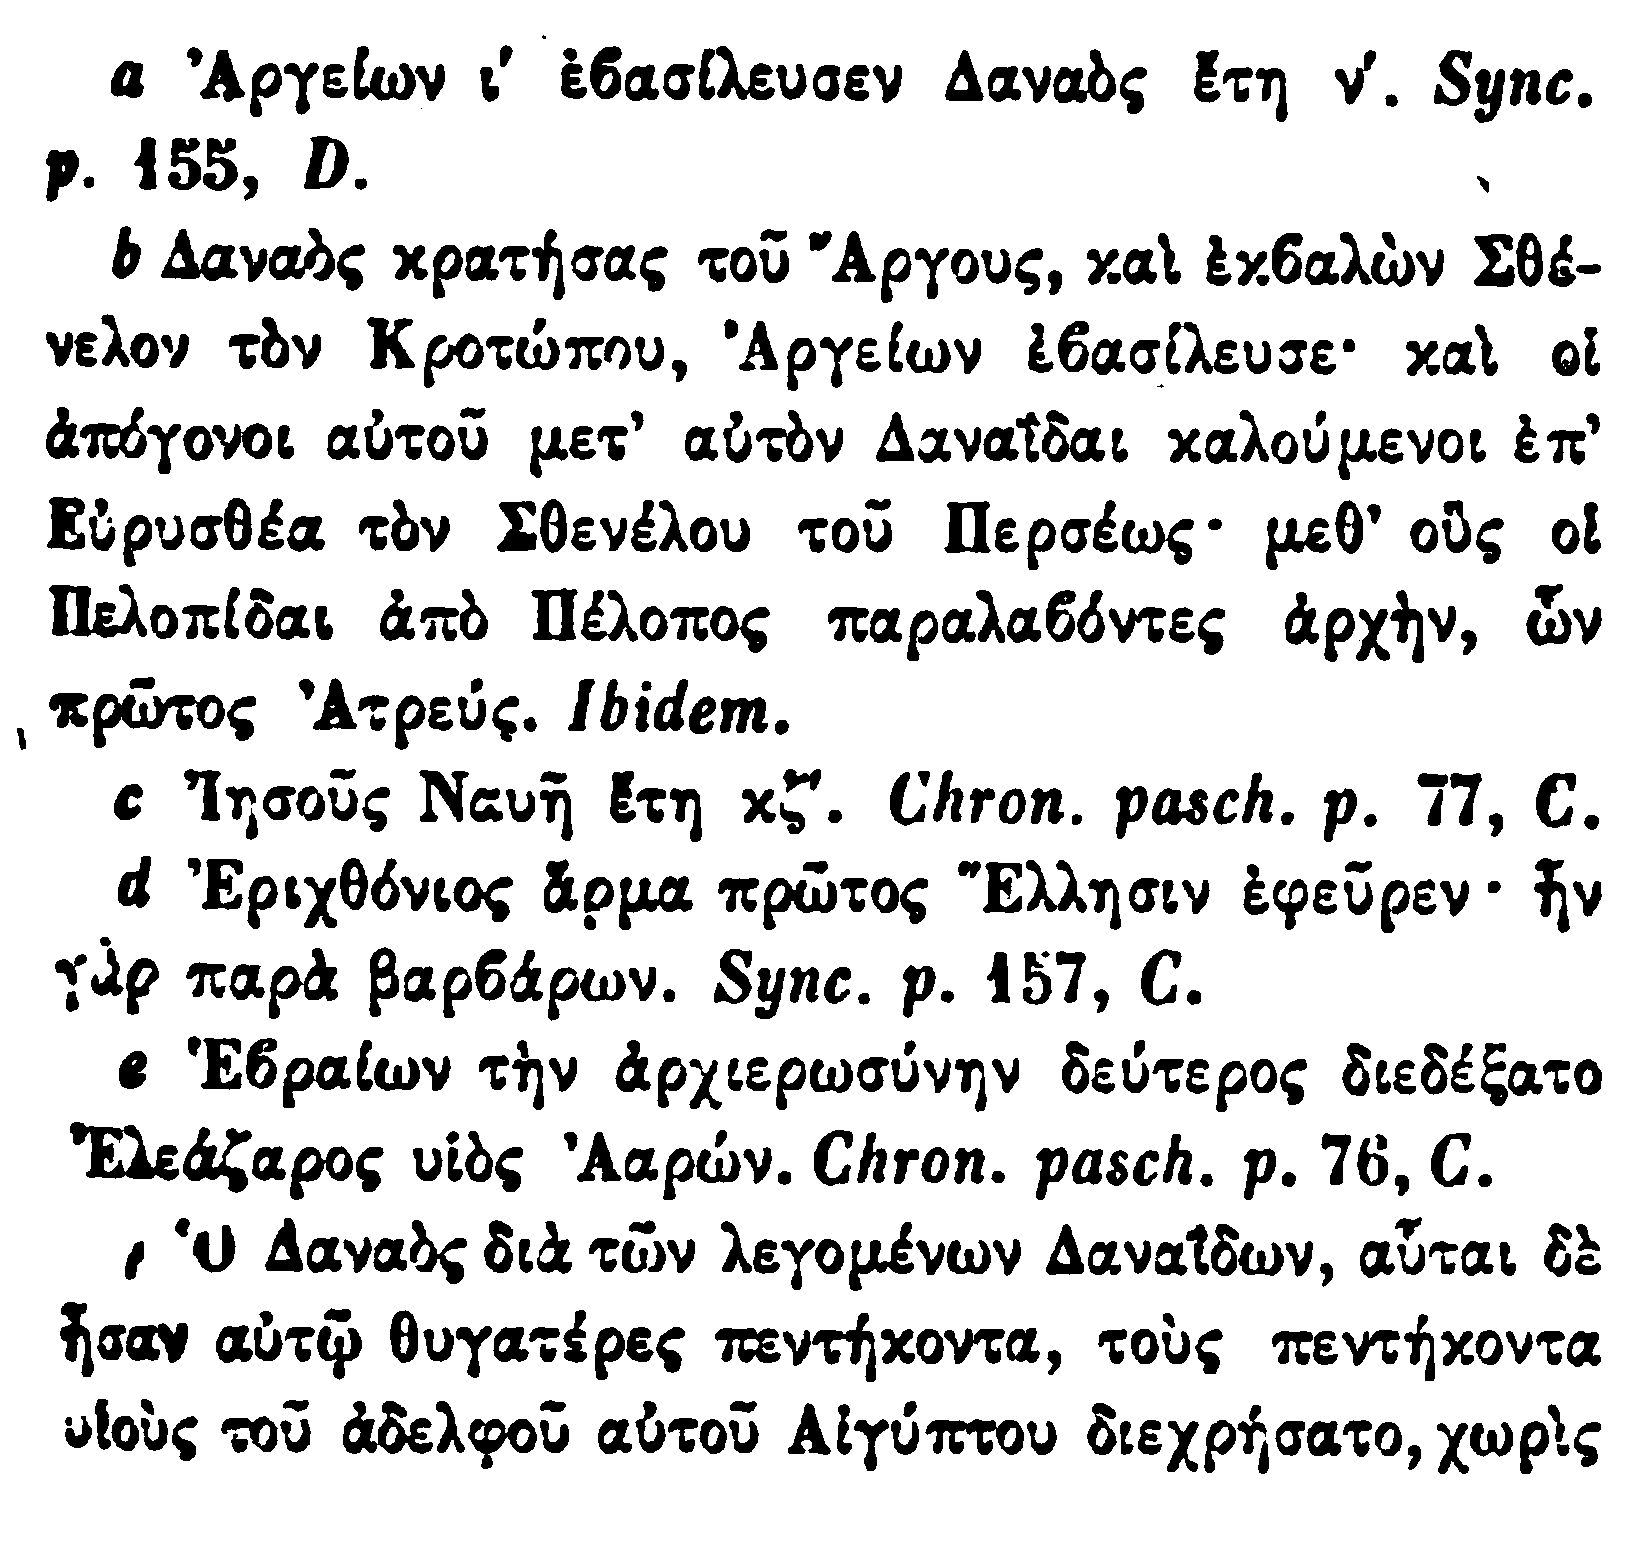 a Ἀργείων ι′ ἐϐασίλευσεν Δαναὸς ἔτη ν′. Sync.
p. 155, D.
b Δαναὸς κρατήσας τοῦ Ἄργους, καὶ ἐκϐαλὼν Σθέ-
νελον τὸν Κροτώπου, Ἀργείων ἐϐασίλευσε· καὶ οἱ
ἀπόγονοι αὐτοῦ μετ’ αὐτὸν Δαναΐδαι καλούμενοι ἐπ’
Εὐρυσθέα τὸν Σθενέλου τοῦ Περσέως· μεθ’ οὓς οἱ
Πελοπίδαι ἀπὸ Πέλοπος παραλαϐόντες ἀρχὴν, ὧν
πρῶτος Ἀτρεύς. Ibidem.
c Ἰησοῦς Ναυῆ ἔτη κζ′. Chron. pasch. p. 77, C.
d Ἐριχθόνιος ἅρμα πρῶτος Ἕλλησιν ἐφεῦρεν· ἦν
γὰρ παρὰ βαρϐάρων. Sync. p. 157, C.
e Ἑϐραίων τὴν ἀρχιερωσύνην δεύτερος διεδέξατο
Ἐλεάζαρος υἱὸς Ἀαρών. Chron. pasch. p. 76, C.
Ὁ Δαναὸς διὰ τῶν λεγομένων Δαναΐδων, αὗται δὲ
ἦσαν αὐτῷ θυγατέρες πεντήκοντα, τοὺς πεντήκοντα
υἱοὺς τοῦ ἀδελφοῦ αὐτοῦ Αἰγύπτου διεχρήσατο, χωρὶς